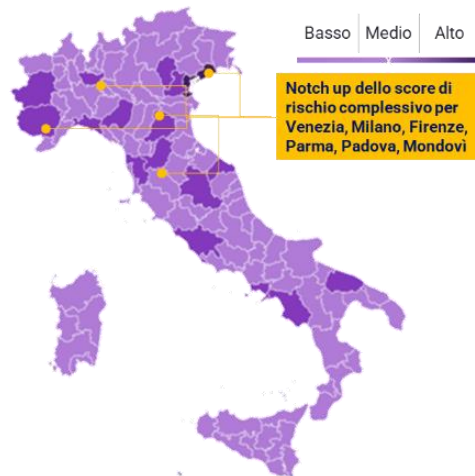 Basso Medio Alto
Notch up dello score di
rischio complessivo per
Venezia, Milano, Firenze,
Parma, Padova, Mondovì